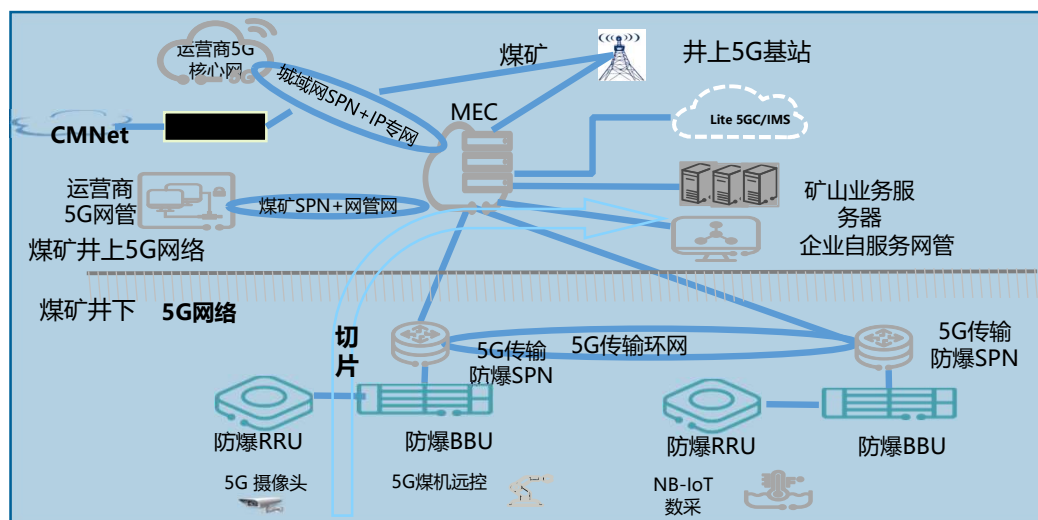 运营商5G
核心网
5G
城域网SPN+IP专网
煤矿
井上5G基站
MEC
CMNet
Lite 5GC/IMS
运营商
5G网管
煤矿SPN+网管网
矿山业务服
务器
企业自服务网管
煤矿井上5G网络
煤矿井下 5G网络
切
片
5G传输
防爆SPN
5G传输环网
5G传输
防爆SPN
防爆RRU
防爆BBU
防爆RRU
防爆BBU
5G 摄像头
5G煤机远控
NB-IoT
数采